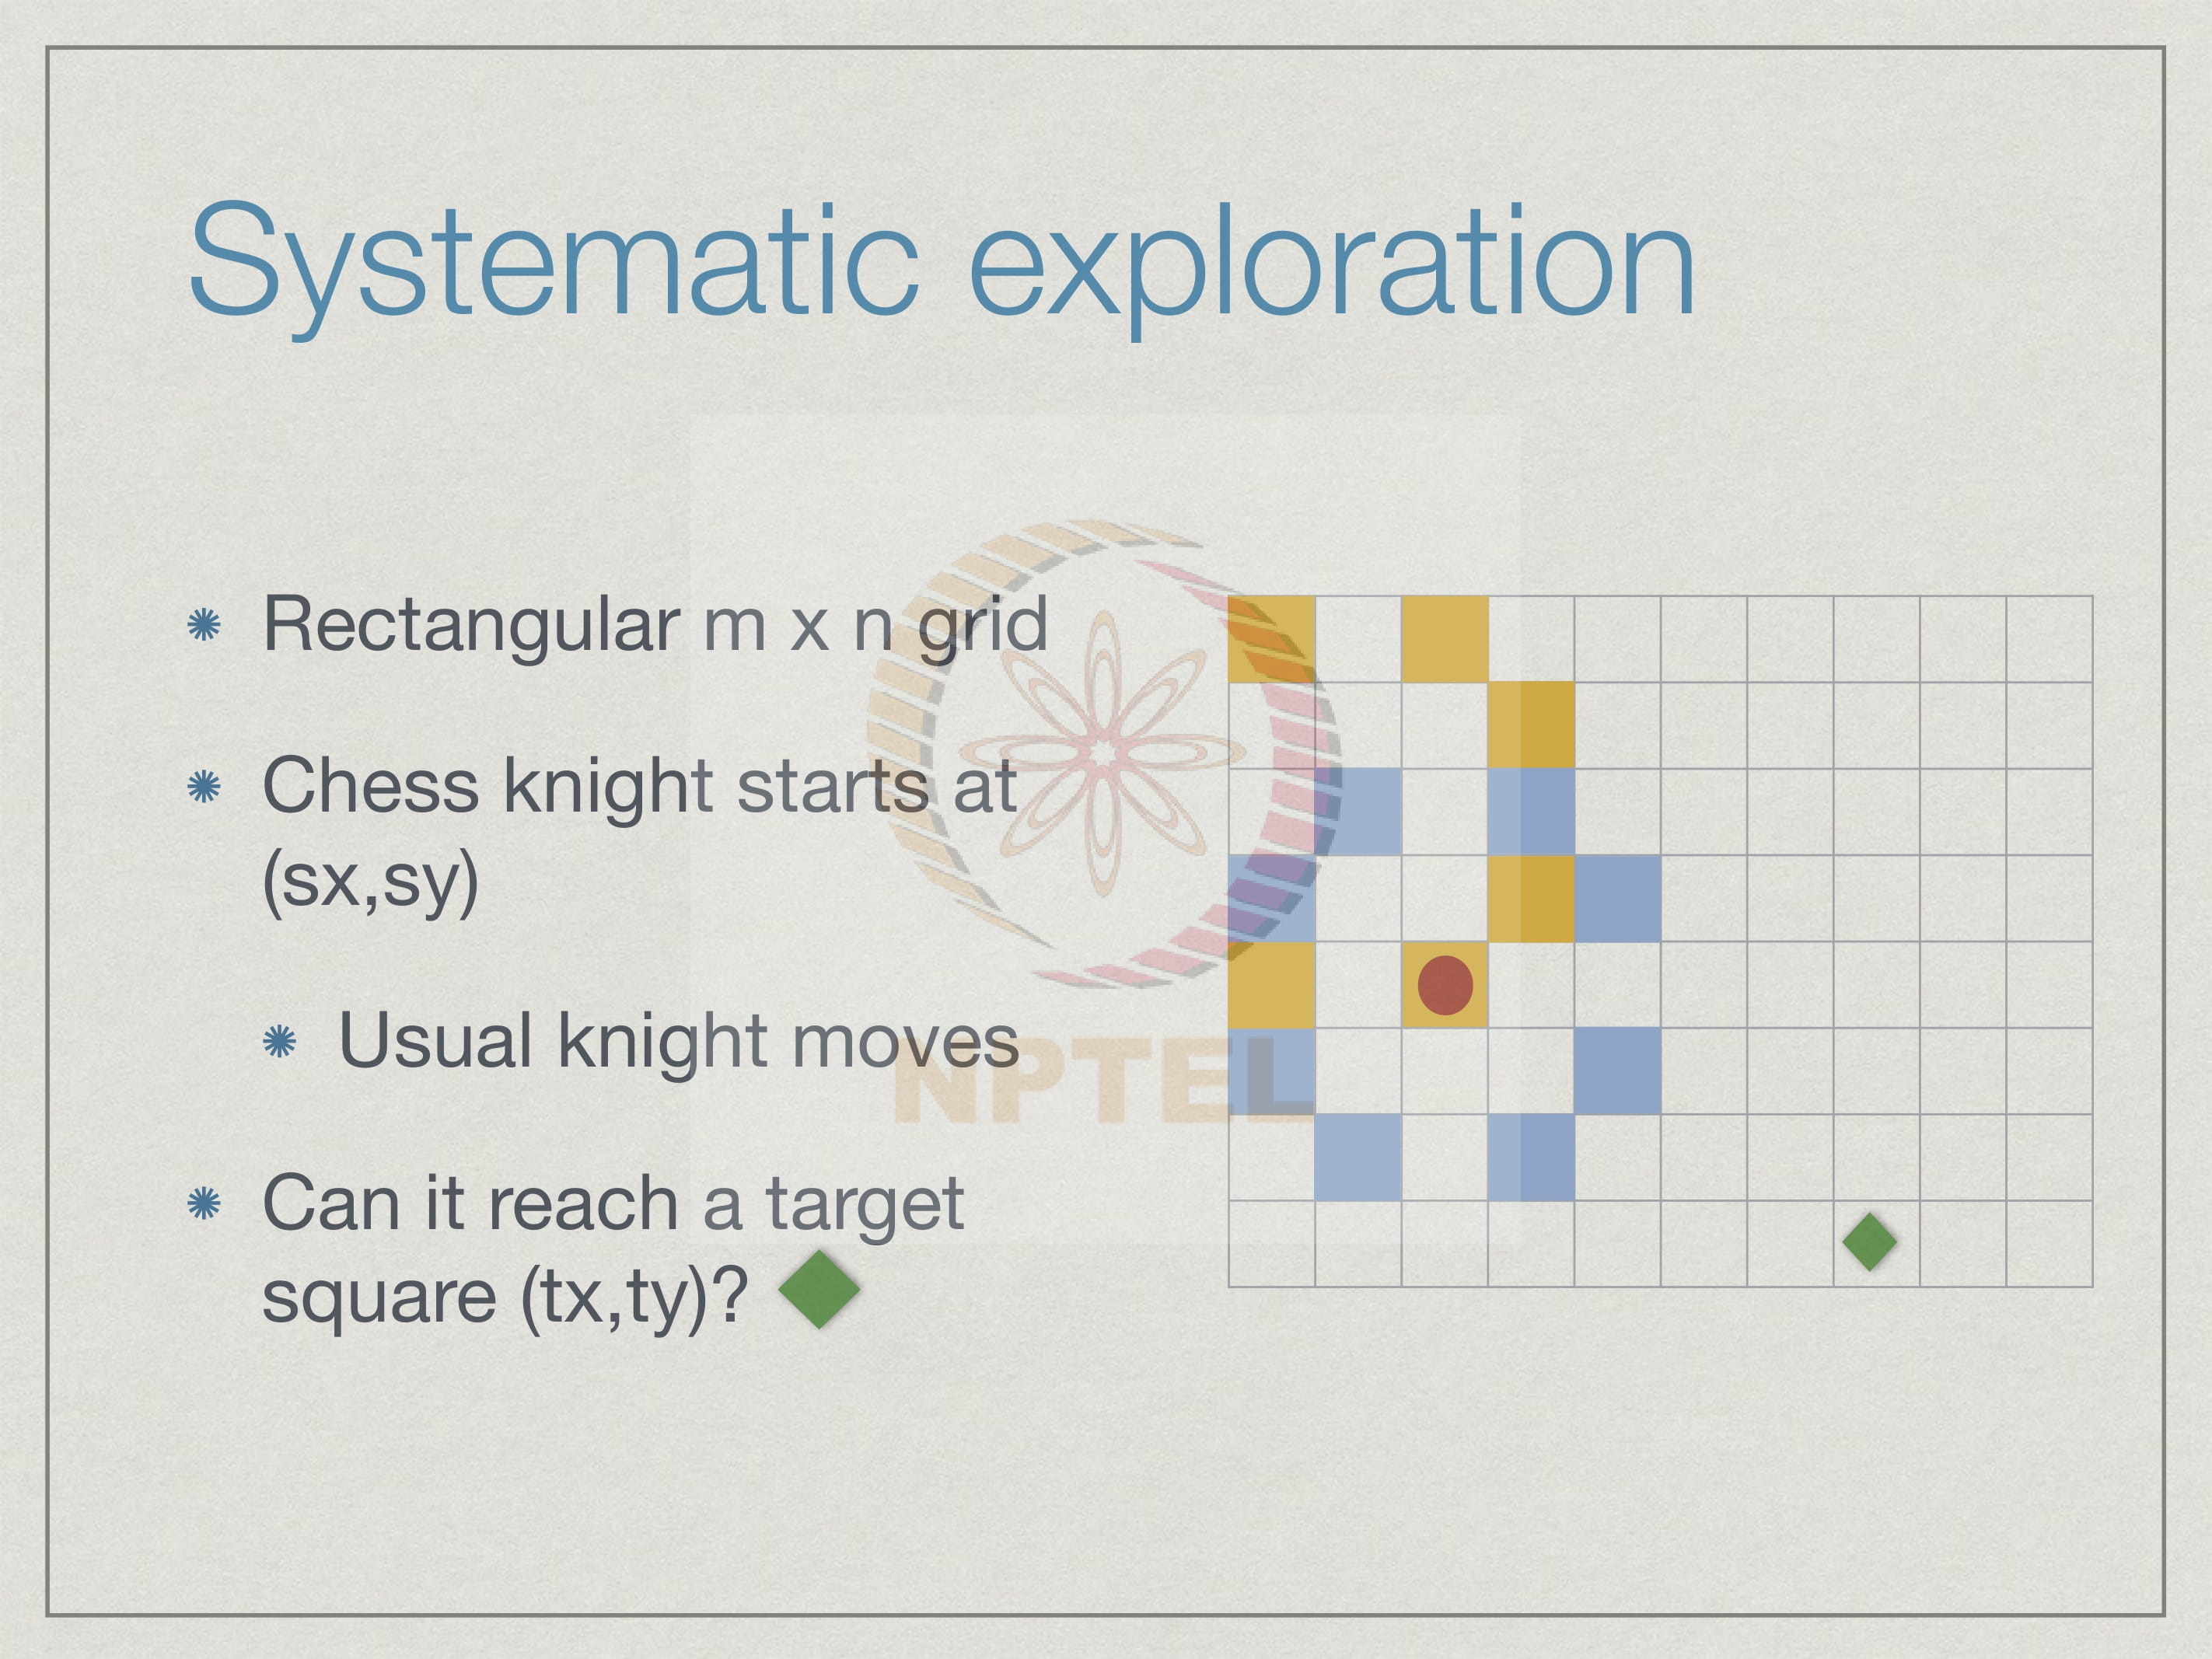 Systematic exploration
Rectangular m x n grid
Chess knight starts at
(sx,sy)
Usual knight moves
Can it reach a target
square (tx,ty)?
NPTEL